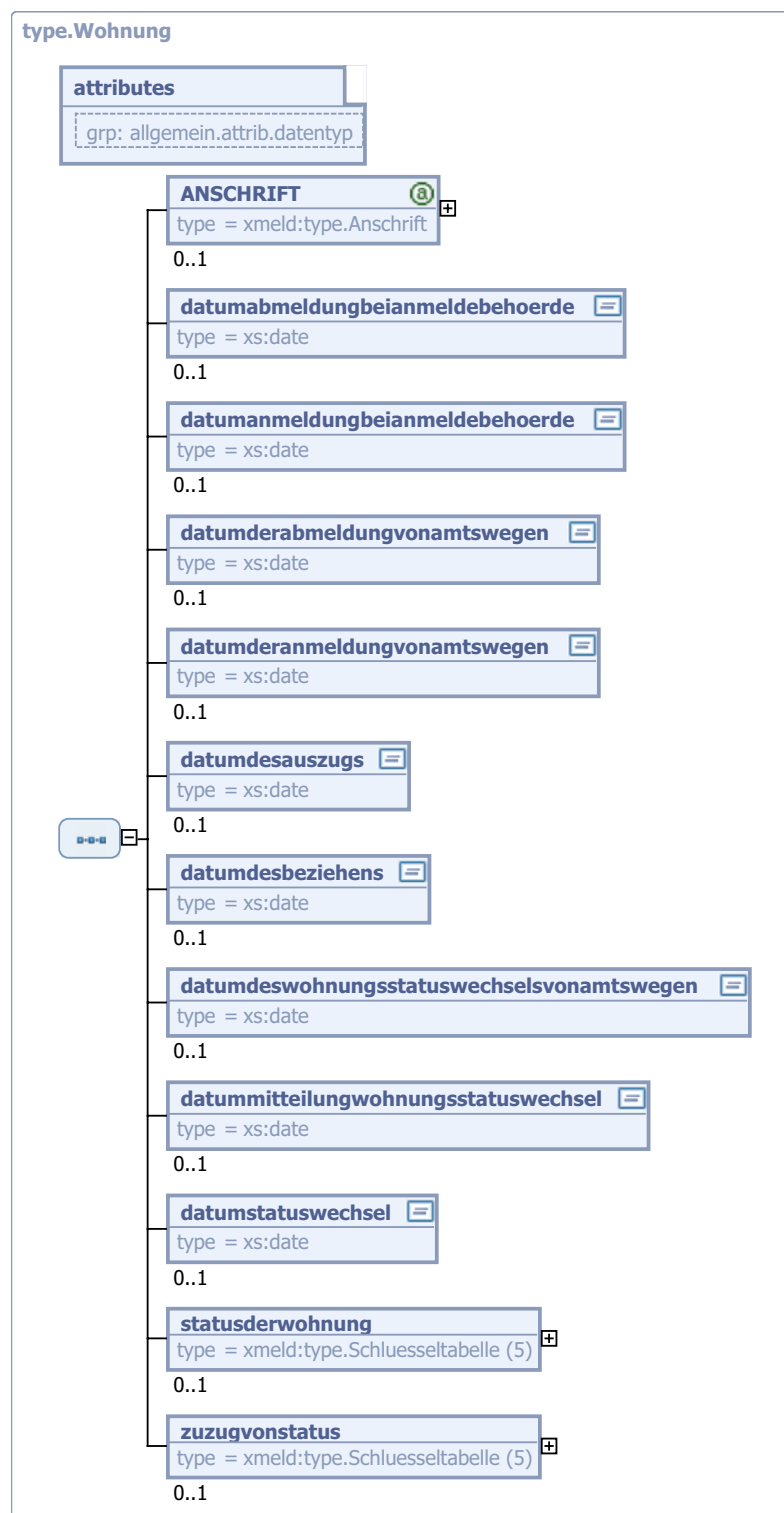 type.Wohnung
attributes
grp: allgemein.attrib.datentyp
ANSCHRIFT
type = xmeld:type.Anschrift
0..1
datumabmeldungbeianmeldebehoerde
type = xs:date
0..1
datumanmeldungbeianmeldebehoerde
type = xs:date
0..1
datumderabmeldungvonamtswegen
type = xs:date
0..1
datumderanmeldungvonamtswegen
type = xs:date
0..1
datumdesauszugs
type = xs:date
0..1
datumdesbeziehens
type = xs:date
0..1
datumdeswohnungsstatuswechselsvonamtswegen
type = xs:date
0..1
datummitteilungwohnungsstatuswechsel
type = xs:date
0..1
datumstatuswechsel
type = xs:date
0..1
statusderwohnung
type = xmeld:type.Schluesseltabelle (5)
0..1
zuzugvonstatus
type = xmeld:type.Schluesseltabelle (5)
0..1